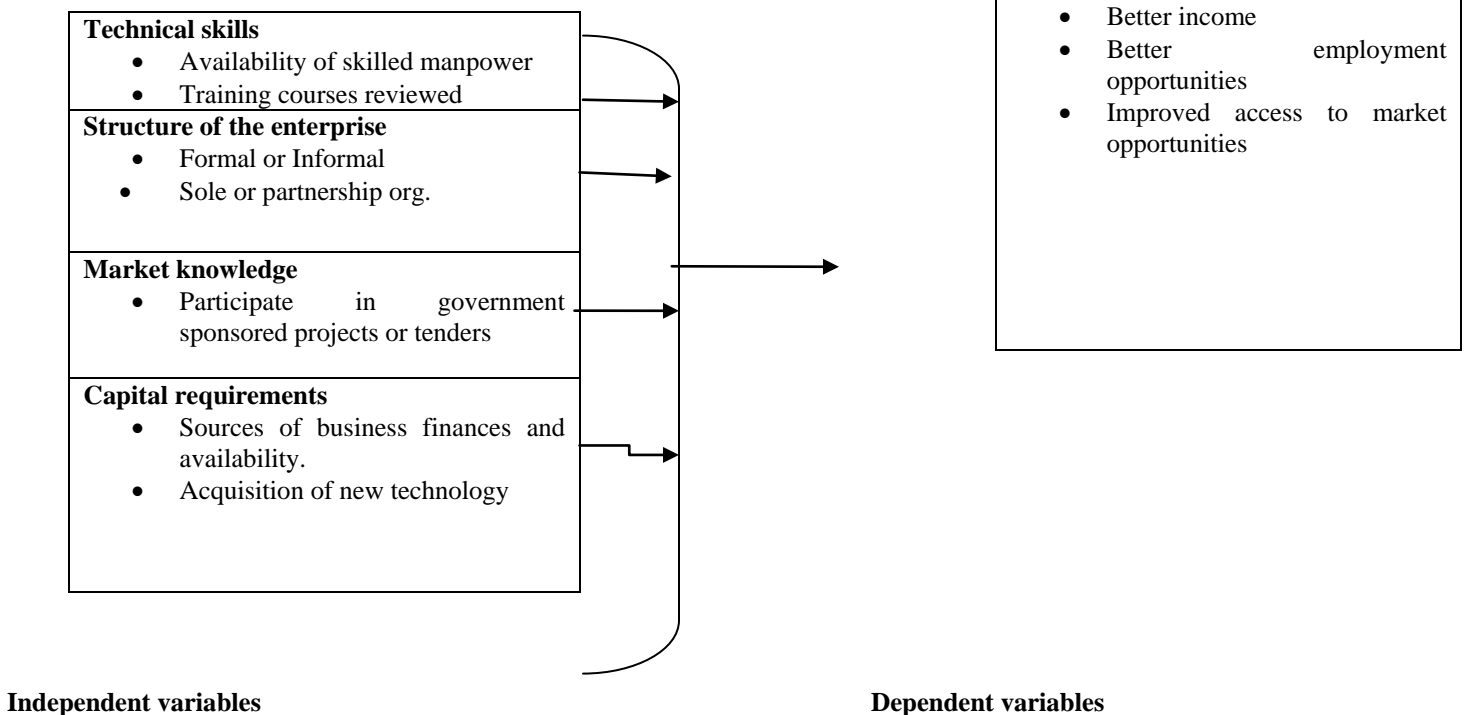 Technical skills
• Availability of skilled manpower
• Training courses reviewed
Structure of the enterprise
• Formal or Informal
• Sole or partnership org.
Market knowledge
• Participate in government
sponsored projects or tenders
Capital requirements
• Sources of business finances and
availability.
• Acquisition of new technology
• Better income
• Better employment
opportunities
• Improved access to market
opportunities
Independent variables
Dependent variables